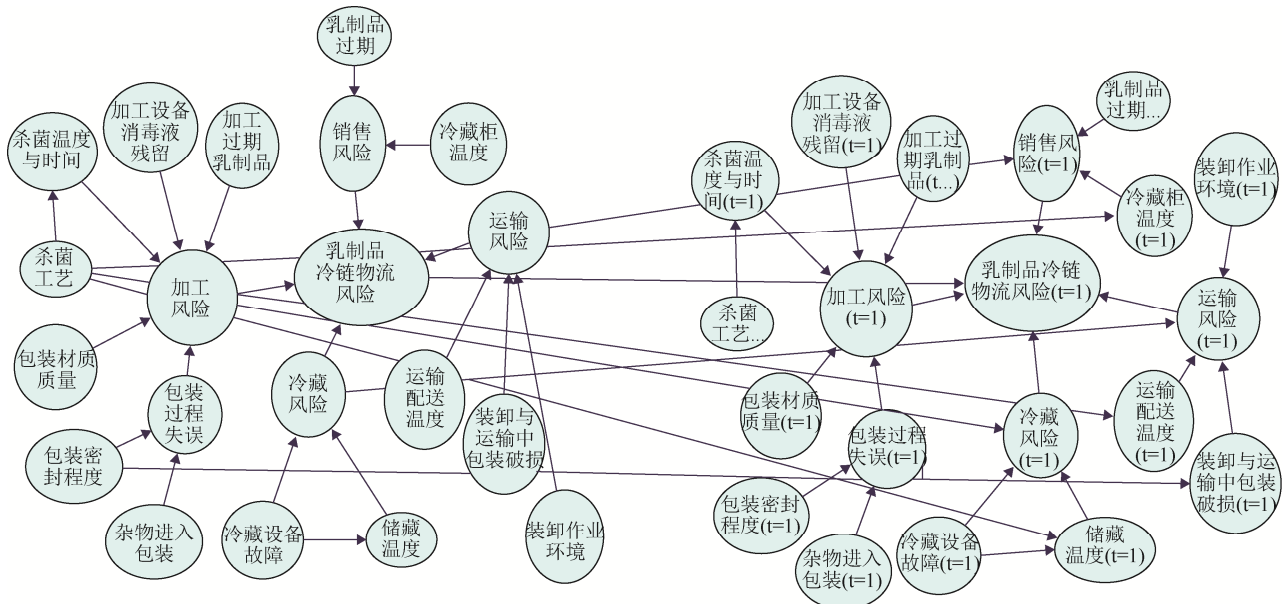 乳制品
过期
加工设备
消毒液
残留
加工
过期
乳制品
杀菌温度
与时间
销售
风险
冷藏柜
温度
运输
风险
杀菌
工艺
乳制品
冷链物流
风险
加工
风险
包装材质
质量
包装
过程
失误
冷藏
风险
运输
配送
温度
装卸与
运输中
包装破损
包装密
封程度
杂物进入
包装
冷藏设备
故障
储藏
温度
装卸作业
环境
加工设备
消毒液
残留(t=1)
加工过
期乳制
品(t...)
杀菌温
度与时
间(t=1)
乳制品
过期...
销售风
险(t=1)
装卸作业
环境(t=1)
冷藏柜
温度(t=1)
乳制品冷链
物流风险(t=1)
加工风险
(t=1)
运输
风险
(t=1)
杀菌
工艺...
包装材质
质量(t=1)
包装过程
失误(t=1)
冷藏
风险
(t=1)
运输
配送
温度
(t=1)
装卸与运
输中包装
破损(t=1)
包装密封
程度(t=1)
杂物进入
包装(t=1)
冷藏设备
故障(t=1)
储藏
温度(t=1)